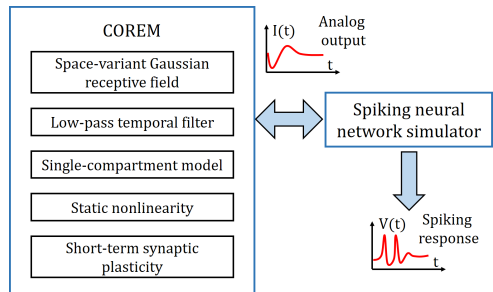 COREM
Space-variant Gaussian
receptive field
Low-pass temporal filter
Single-compartment model
Static nonlinearity
Short-term synaptic
plasticity
I(t)
Analog
output
t
Spiking neural
network simulator
V(t)
Spiking
response
t